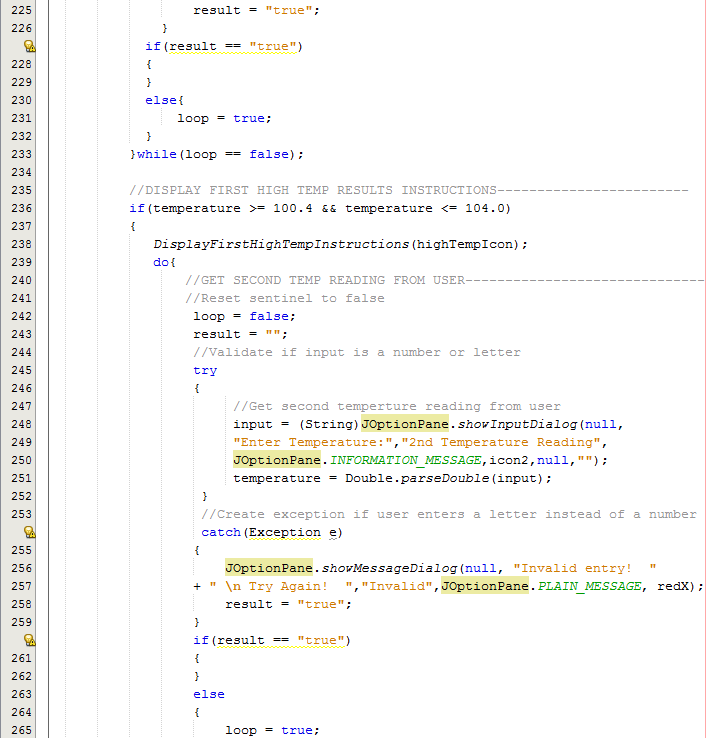 225 result = "true";
226 }
if(result == "true")
228 {
229 }
230 else{
231 loop = true;
232 }
233 }while(loop == false);
234
235 //DISPLAY FIRST HIGH TEMP RESULTS INSTRUCTIONS------------------------
236 if(temperature >= 100.4 && temperature <= 104.0)
237 {
238 DisplayFirstHighTempInstructions(highTempIcon);
239 do{
240 //GET SECOND TEMP READING FROM USER------------------------------
241 //Reset sentinel to false
242 loop = false;
243 result = "";
244 //Validate if input is a number or letter
245 try
246 {
247 //Get second temperture reading from user
248 input = (String)JOptionPane.showInputDialog(null,
249 "Enter Temperature:","2nd Temperature Reading",
250 JOptionPane.INFORMATION_MESSAGE,icon2,null,"");
251 temperature = Double.parseDouble(input);
252 }
253 //Create exception if user enters a letter instead of a number
catch(Exception e)
255 {
256 JOptionPane.showMessageDialog(null, "Invalid entry!  "
257 + " \n Try Again!  ","Invalid",JOptionPane.PLAIN_MESSAGE, redX);
258 result = "true";
259 }
if(result == "true")
261 {
262 }
263 else
264 {
265 loop = true;